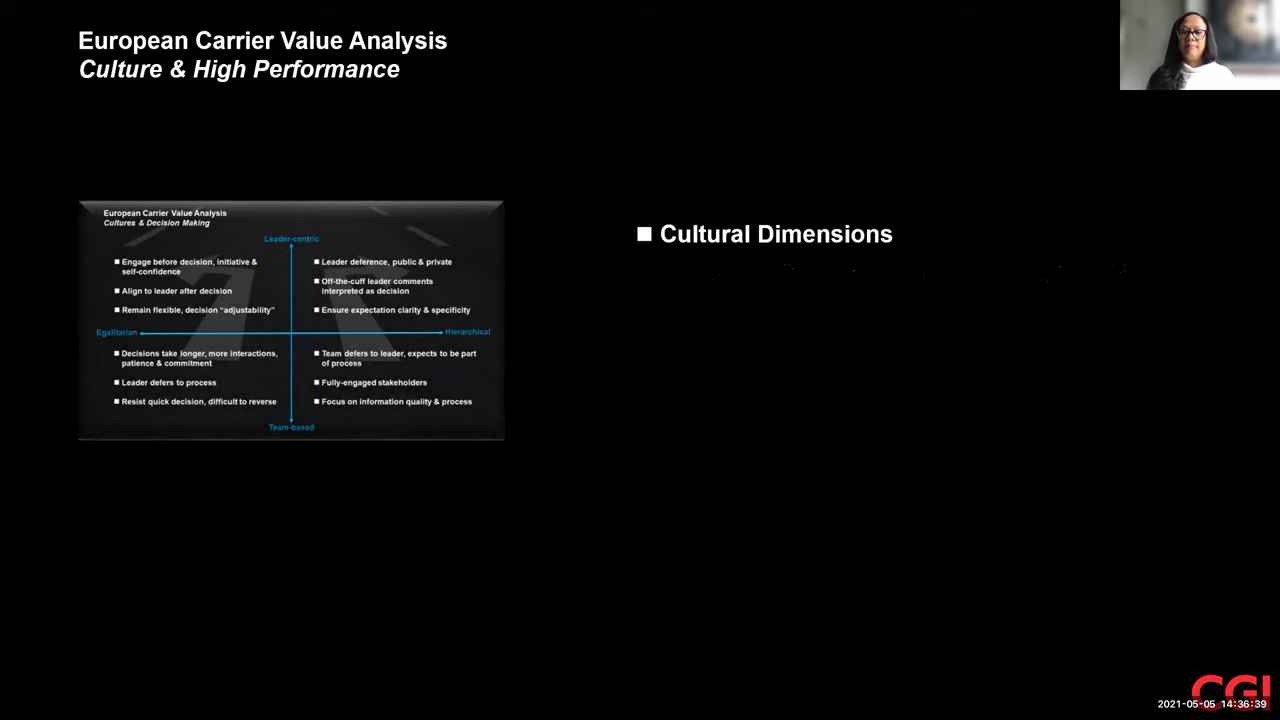 European Carrier Value Analysis
Culture & High Performance
European Carrier Value Analysis
Cultures & Decision Making
Leader-centric
■ Engage before decision, initiative &
self-confidence
■ Align to leader after decision
■ Remain flexible, decision “adjustability”
■ Leader deference, public & private
■ Off-the-cuff leader comments
interpreted as decision
■ Ensure expectation clarity & specificity
Egalitarian
Hierarchical
■ Decisions take longer, more interactions,
patience & commitment
■ Leader defers to process
■ Resist quick decision, difficult to reverse
■ Team defers to leader, expects to be part
of process
■ Fully-engaged stakeholders
■ Focus on information quality & process
Team-based
■ Cultural Dimensions
CGI
2021-05-05 14:36:39